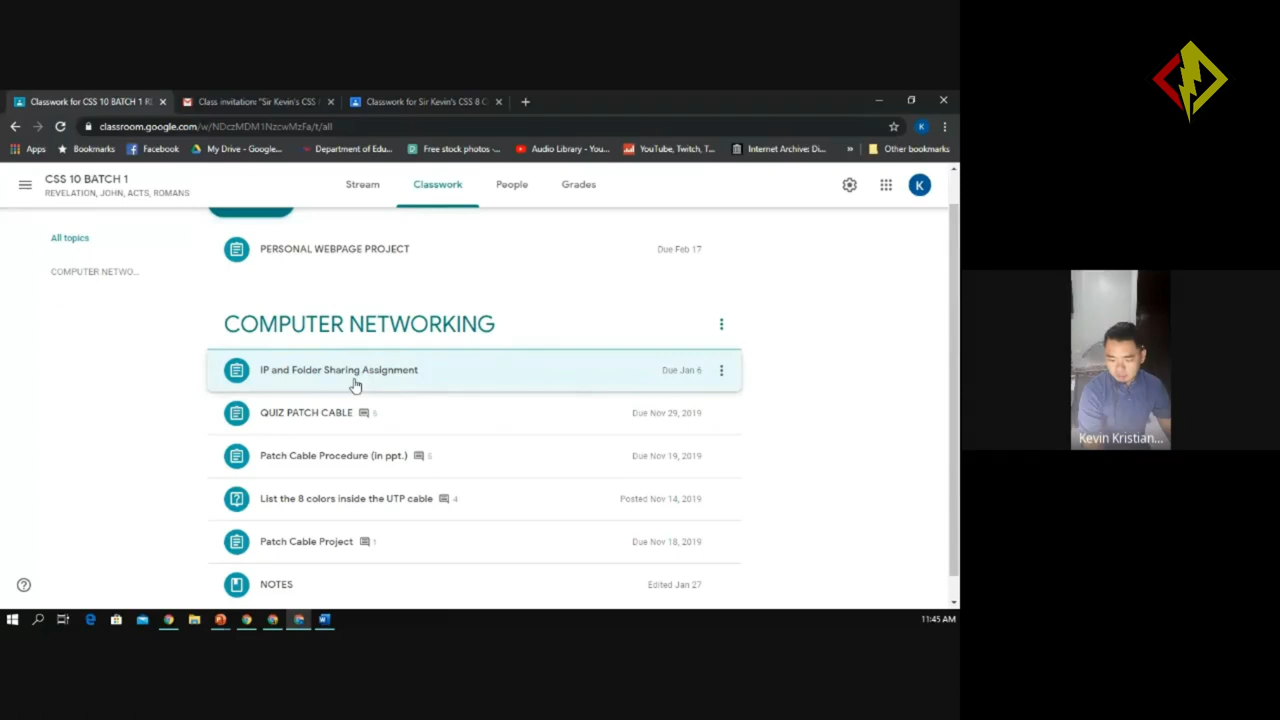 Classwork for CSS 10 BATCH 1 RE
Class invitation: "Sir Kevin's CSS
Classwork for Sir Kevin's CSS 8 C
classroom.google.com/w/NDczMDM1NzcwMzFa/t/all
Apps
Bookmarks
Facebook
My Drive - Google...
Department of Edu...
Free stock photos -...
Audio Library - You...
YouTube, Twitch, T...
Internet Archive: Di...
»
Other bookmarks
CSS 10 BATCH 1
REVELATION, JOHN, ACTS, ROMANS
Stream
Classwork
People
Grades
K
All topics
COMPUTER NETWO...
PERSONAL WEBPAGE PROJECT
Due Feb 17
COMPUTER NETWORKING
IP and Folder Sharing Assignment
Due Jan 6
QUIZ PATCH CABLE
Due Nov 29, 2019
Patch Cable Procedure (in ppt.)
Due Nov 19, 2019
List the 8 colors inside the UTP cable 4
Posted Nov 14, 2019
Patch Cable Project 1
Due Nov 18, 2019
NOTES
Edited Jan 27
11:45 AM
Kevin Kristian...